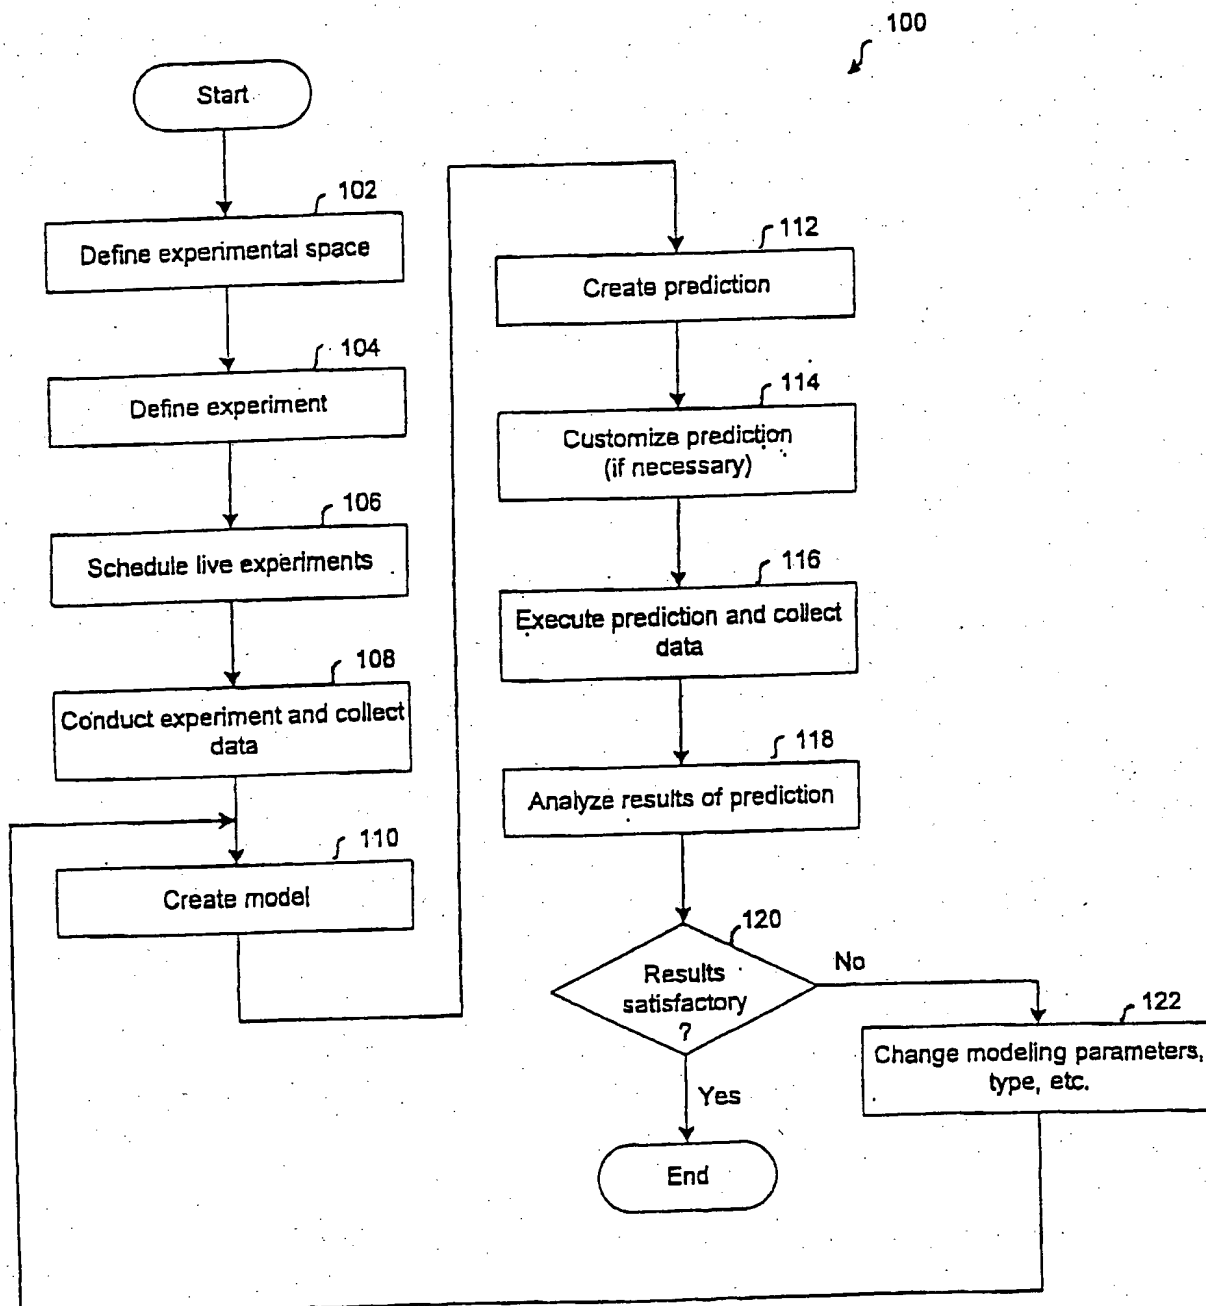 100
Start
102
Define experimental space
104
Define experiment
106
Schedule live experiments
108
Conduct experiment and collect
data
110
Create model
112
Create prediction
114
Customize prediction
(if necessary)
116
Execute prediction and collect
data
118
Analyze results of prediction
120
Results
satisfactory
?
No
Yes
122
Change modeling parameters,
type, etc.
End